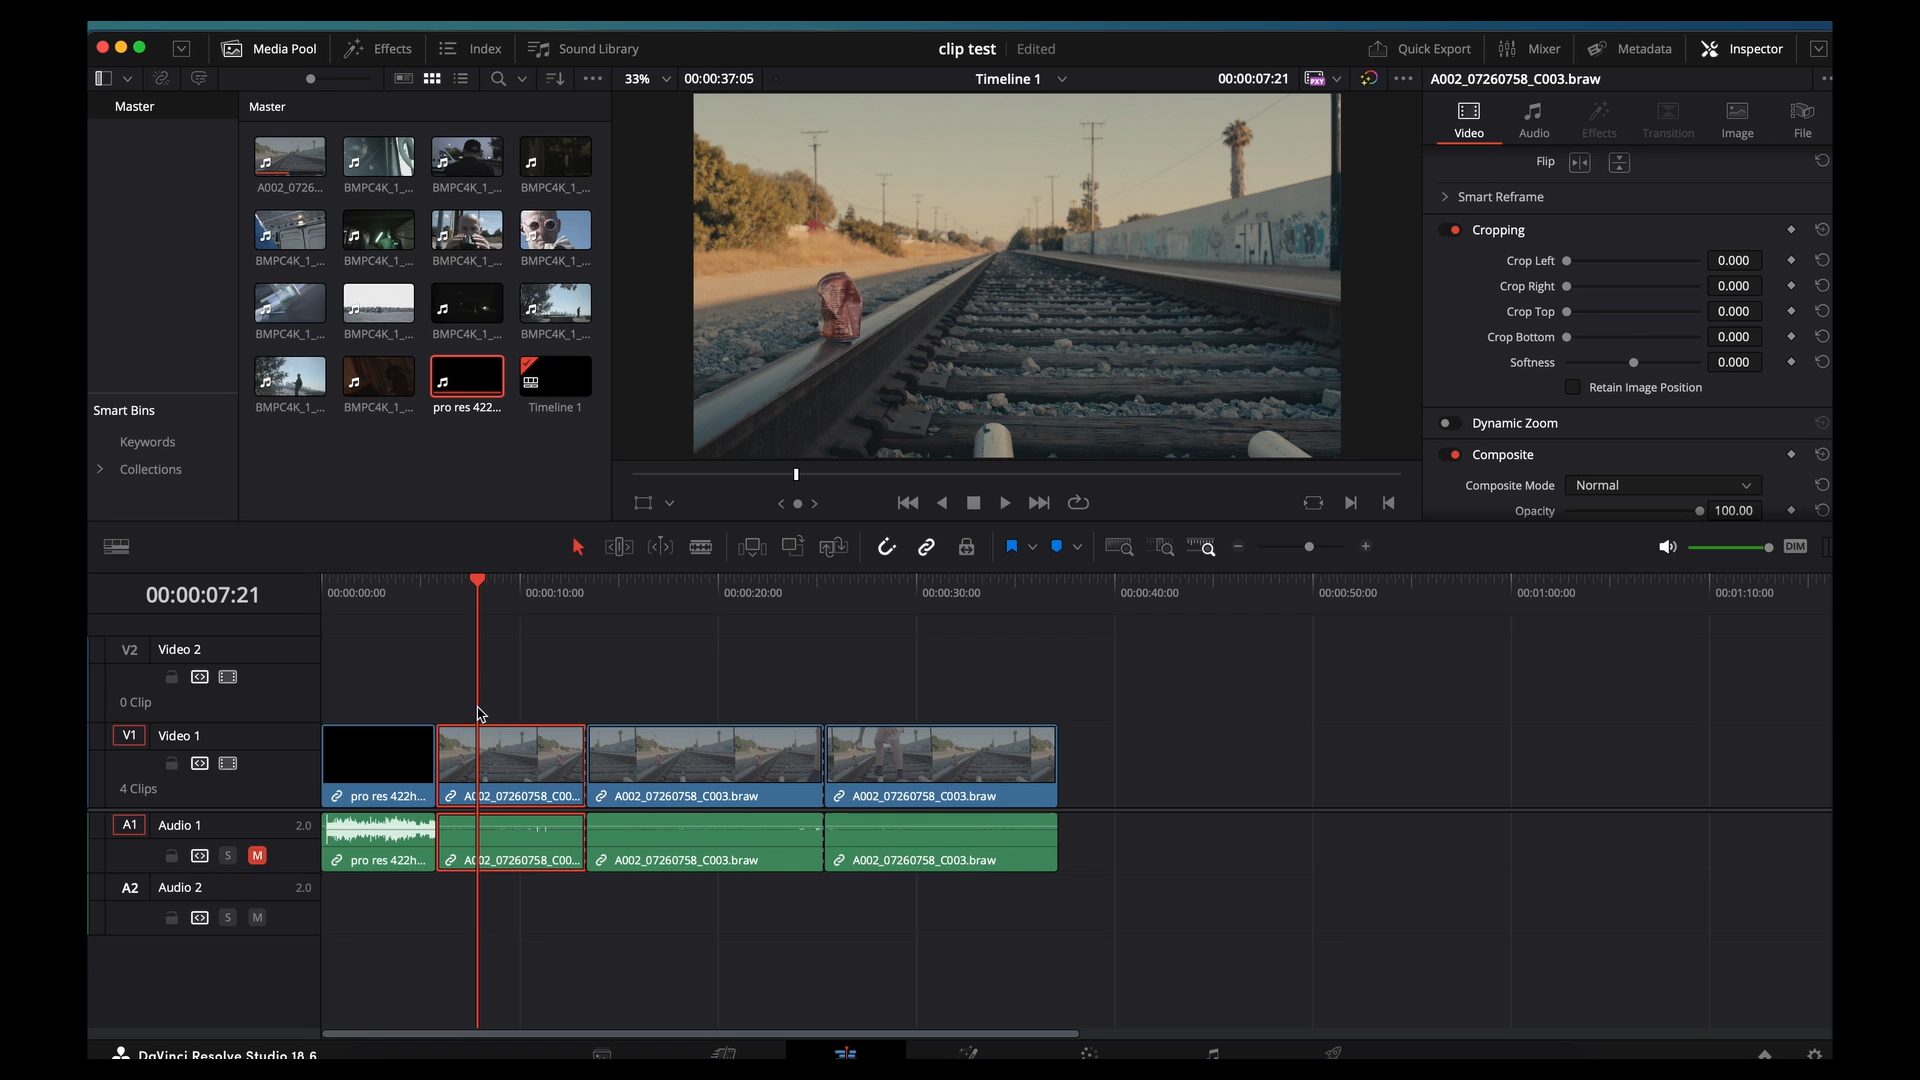 Media Pool
Effects
Index
Sound Library
clip test
Edited
Quick Export
Mixer
Metadata
Inspector
33%
00:00:37:05
Timeline 1
00:00:07:21
PXY
A002_07260758_C003.braw
Master
Master
Video
Audio
Effects
Transition
Image
File
A002_0726...
BMPC4K_1_...
BMPC4K_1_...
BMPC4K_1_...
BMPC4K_1_...
BMPC4K_1_...
BMPC4K_1_...
BMPC4K_1_...
BMPC4K_1_...
BMPC4K_1_...
BMPC4K_1_...
BMPC4K_1_...
BMPC4K_1_...
BMPC4K_1_...
pro res 422...
Timeline 1
Smart Bins
Keywords
Collections
Flip
Smart Reframe
Cropping
Crop Left 0.000
Crop Right 0.000
Crop Top 0.000
Crop Bottom 0.000
Softness 0.000
Retain Image Position
Dynamic Zoom
Composite
Composite Mode Normal
Opacity 100.00
DIM
00:00:07:21
00:00:00:00
00:00:10:00
00:00:20:00
00:00:30:00
00:00:40:00
00:00:50:00
00:01:00:00
00:01:10:00
V2 Video 2
0 Clip
V1 Video 1
4 Clips
pro res 422h...
A002_07260758_C00...
A002_07260758_C003.braw
A002_07260758_C003.braw
A1 Audio 1 2.0
S M
pro res 422h...
A002_07260758_C00...
A002_07260758_C003.braw
A002_07260758_C003.braw
A2 Audio 2 2.0
S M
DaVinci Resolve Studio 18.6